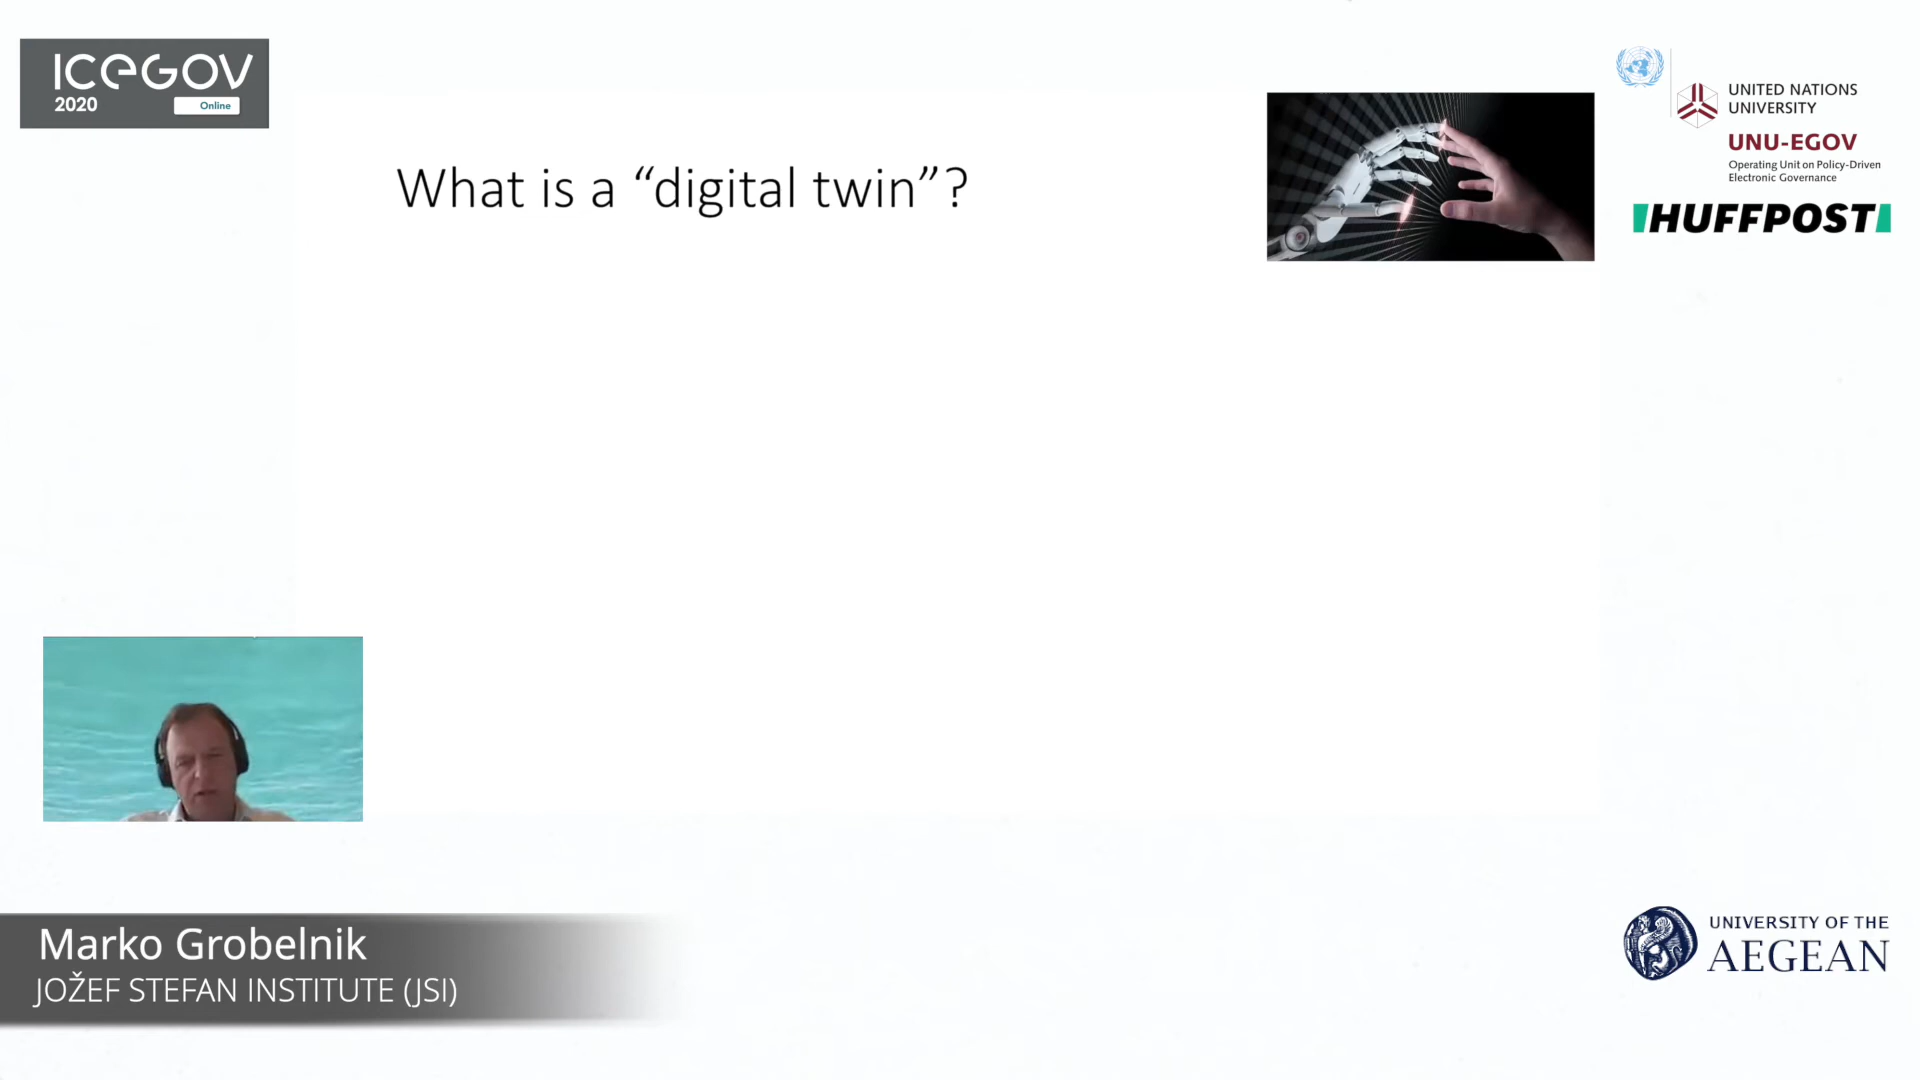 ICEGOV
2020
Online
What is a “digital twin”?
UNITED NATIONS
UNIVERSITY
UNU-EGOV
Operating Unit on Policy-Driven
Electronic Governance
HUFFPOST
Marko Grobelnik
JOŽEF STEFAN INSTITUTE (JSI)
UNIVERSITY OF THE
AEGEAN